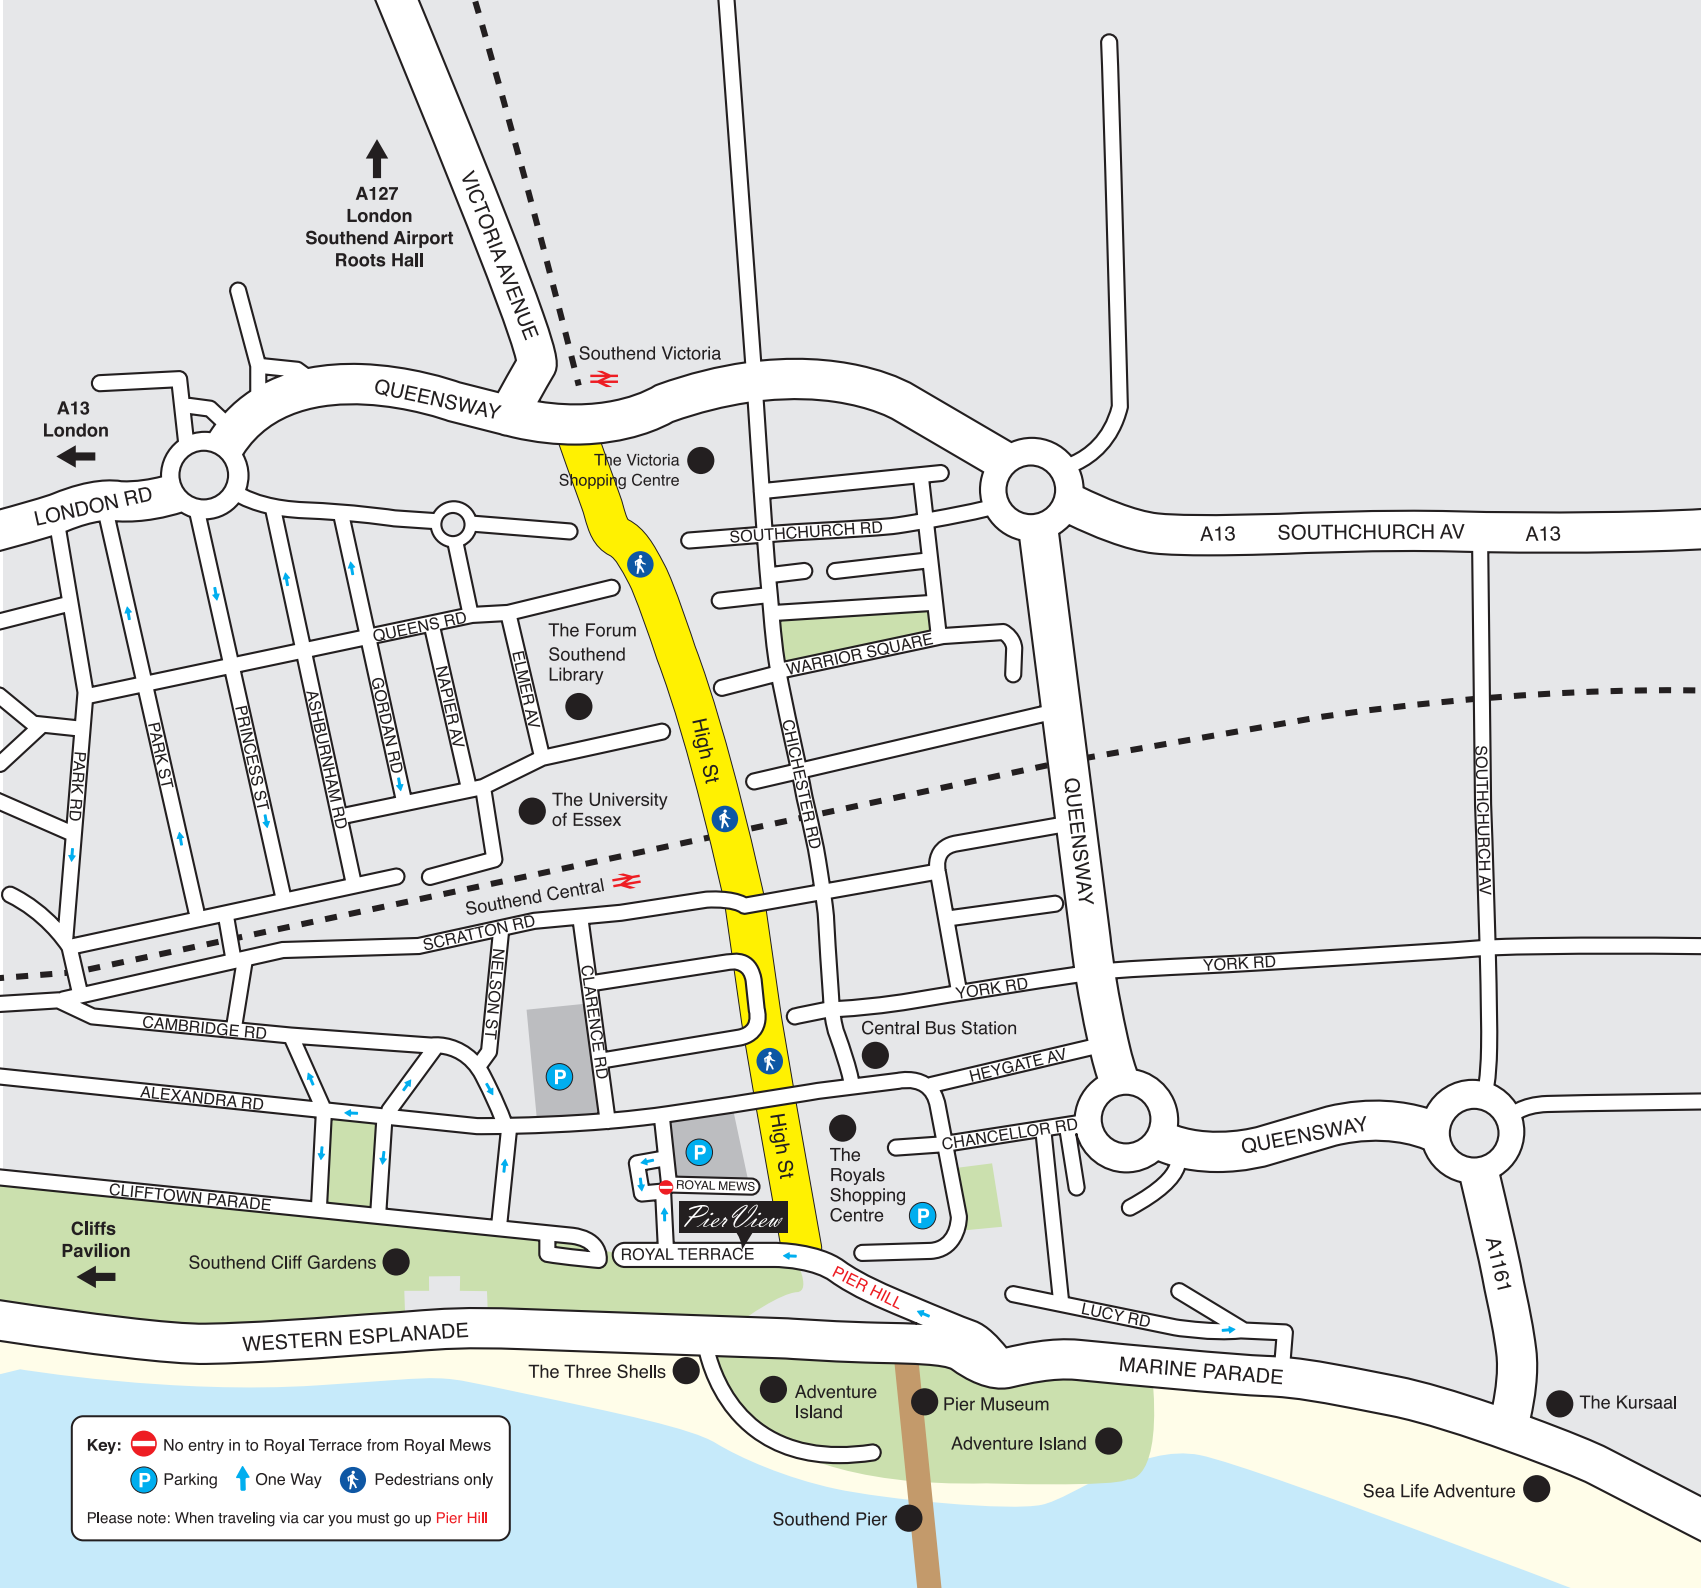 A127
London
Southend Airport
Roots Hall
VICTORIA AVENUE
Southend Victoria
QUEENSWAY
A13
London
LONDON RD
The Victoria
Shopping Centre
SOUTHCHURCH RD
A13
SOUTHCHURCH AV
A13
QUEENS RD
The Forum
Southend
Library
WARRIOR SQUARE
ELMER AV
NAPIER AV
GORDAN RD
ASHBURNHAM RD
PRINCESS ST
PARK ST
PARK RD
High St
CHICHESTER RD
QUEENSWAY
SOUTHCHURCH AV
The University
of Essex
Southend Central
SCRATTON RD
NELSON ST
CLARENCE RD
YORK RD
YORK RD
CAMBRIDGE RD
Central Bus Station
HEYGATE AV
ALEXANDRA RD
P
CHANCELLOR RD
QUEENSWAY
High St
P
The
Royals
Shopping
Centre
P
ROYAL MEWS
CLIFFTOWN PARADE
Pier View
Cliffs
Pavilion
Southend Cliff Gardens
ROYAL TERRACE
PIER HILL
A1161
LUCY RD
WESTERN ESPLANADE
MARINE PARADE
The Three Shells
Adventure
Island
Pier Museum
The Kursaal
Adventure Island
Sea Life Adventure
Southend Pier
Key: No entry in to Royal Terrace from Royal Mews
P Parking One Way Pedestrians only
Please note: When traveling via car you must go up Pier Hill